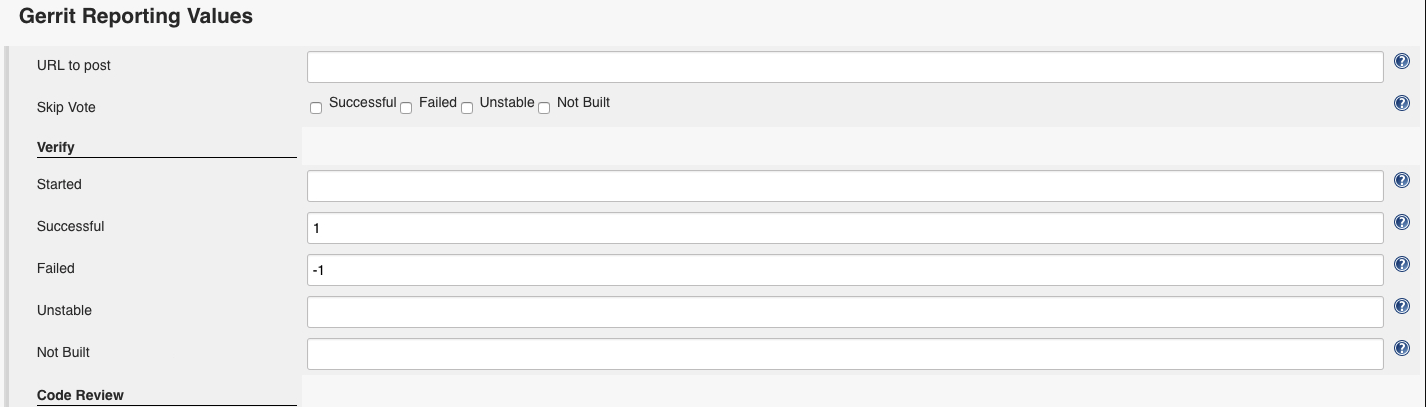 Gerrit Reporting Values
URL to post
Skip Vote Successful Failed Unstable Not Built
Verify
Started
Successful 1
Failed -1
Unstable
Not Built
Code Review